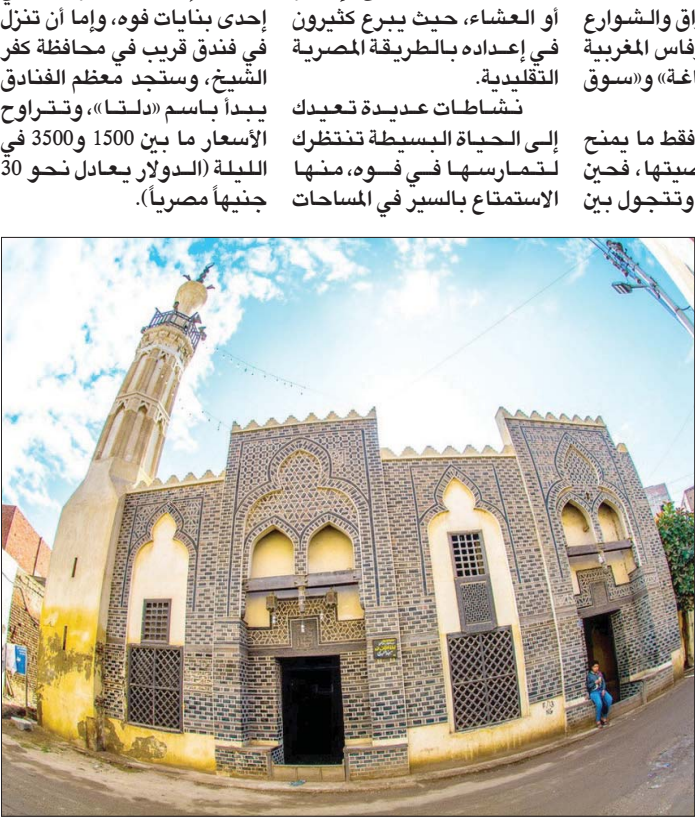 اق والشوارع
وفاس المغربية
اغة» و«سوق
فقط ما يمنح
صيتها، فحين
وتتجول بين
أو العشاء، حيث يبرع كثيرون
في إعداده بالطريقة المصرية
التقليدية.
نشاطات عديدة تعيدك
إلى الحياة البسيطة تنتظرك
لتمارسها في فوه، منها
الاستمتاع بالسير في المساحات
إحدى بنايات فوه، وإما أن تنزل
في فندق قريب في محافظة كفر
الشيخ، وستجد معظم الفنادق
يبدأ باسم «دلتا»، وتتراوح
الأسعار ما بين 1500 و3500 في
الليلة (الدولار يعادل نحو 30
جنيهاً مصرياً).